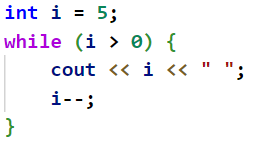 int i = 5;
while (i > 0) {
    cout << i << " ";
    i--;
}